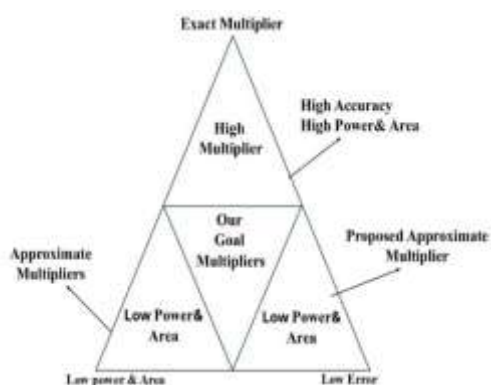 Exact Multiplier
High Accuracy
High Power& Area
High
Multiplier
Our
Goal
Multipliers
Approximate
Multipliers
Proposed Approximate
Multiplier
Low Power&
Area
Low Power&
Area
Low power & Area
Low Error